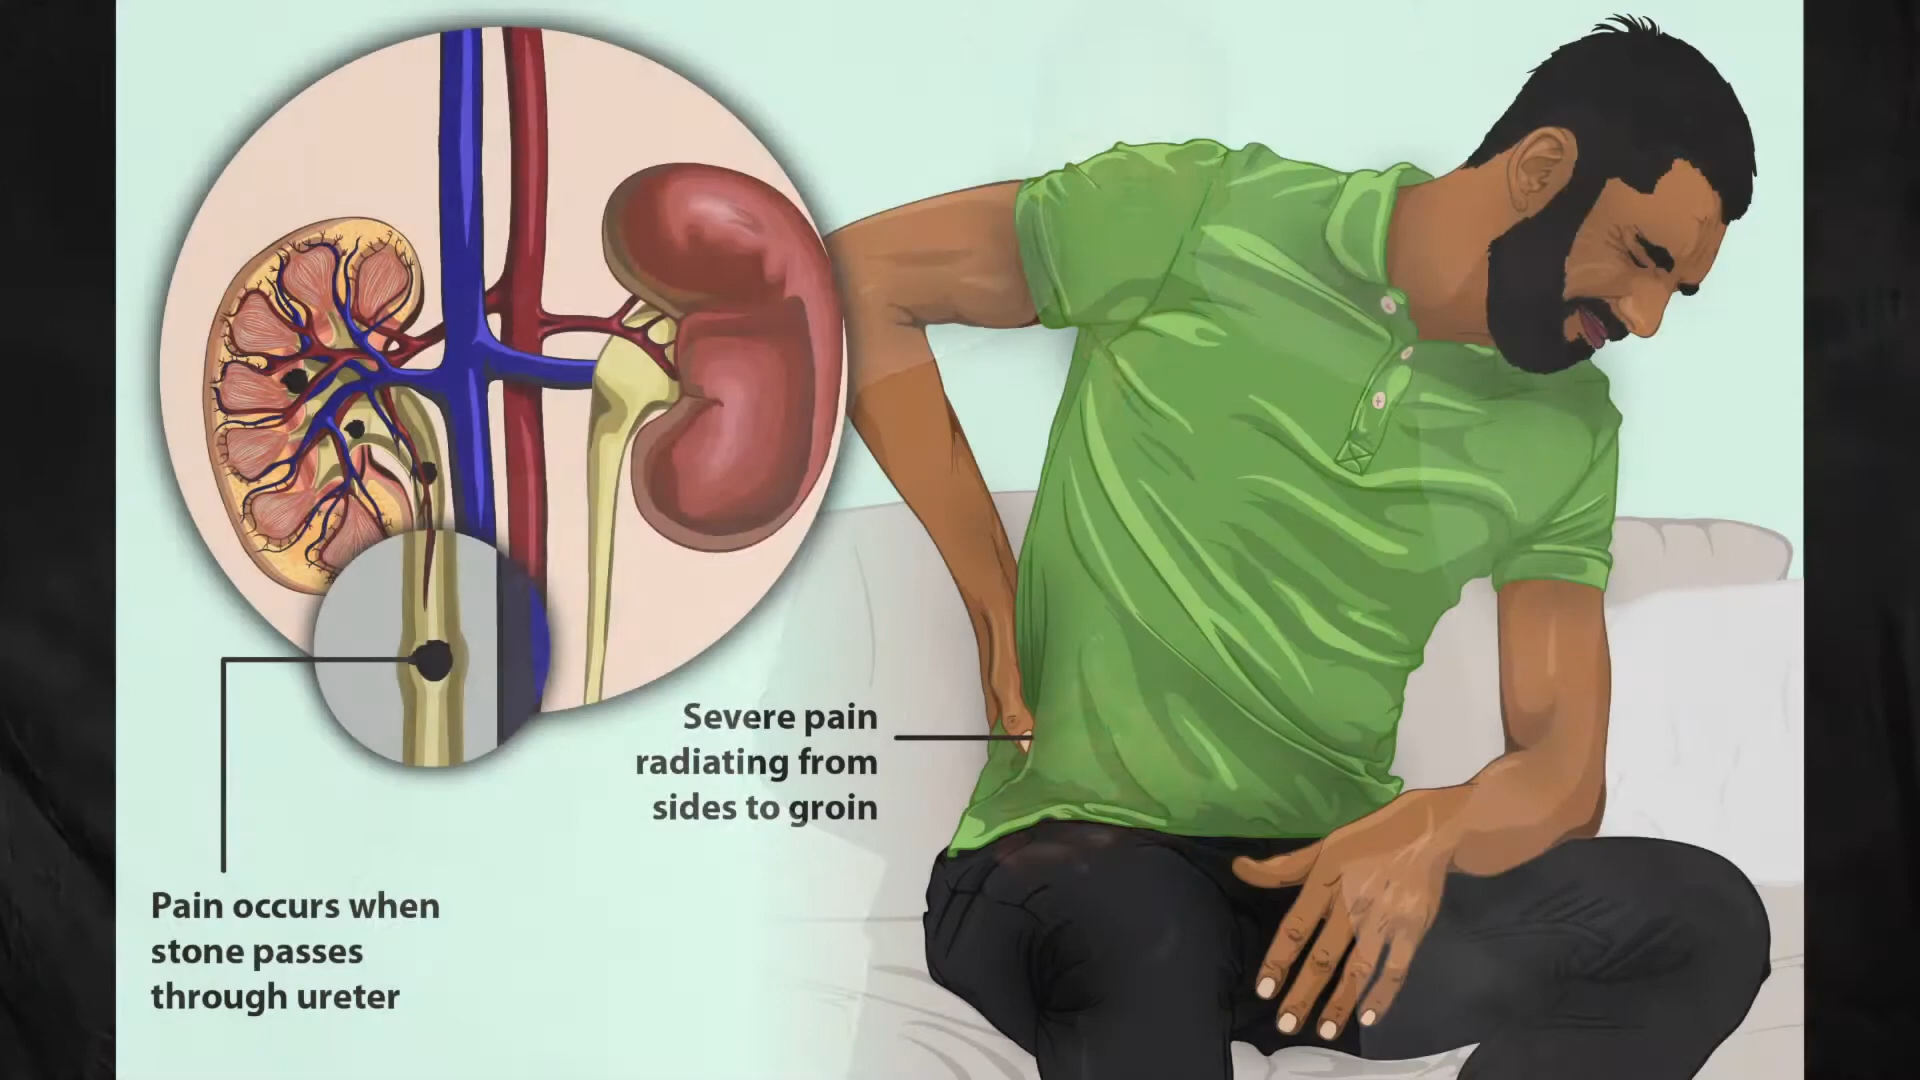 Severe pain
radiating from
sides to groin
Pain occurs when
stone passes
through ureter